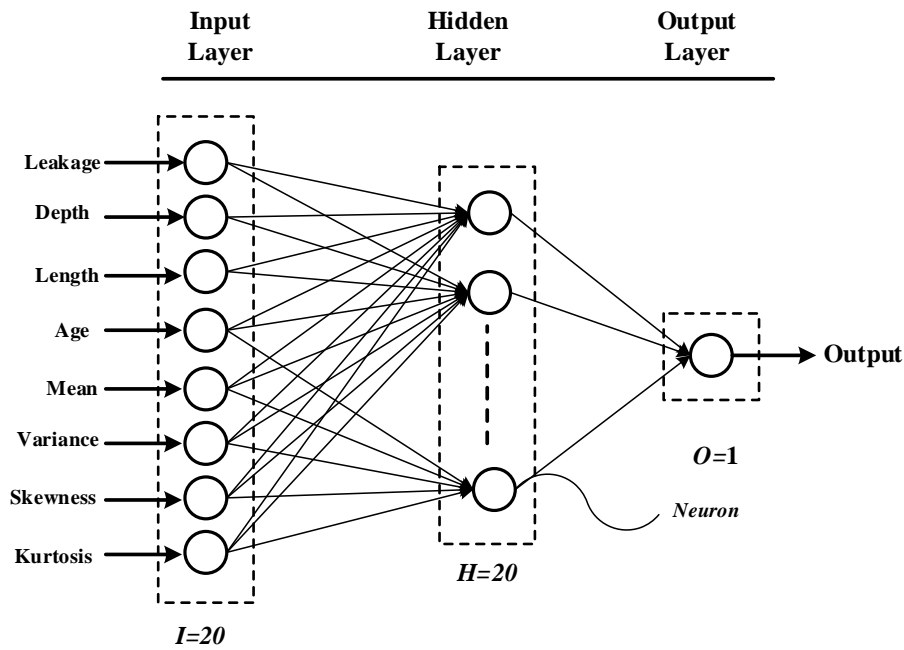 Input
Layer
Hidden
Layer
Output
Layer
Leakage
Depth
Length
Age
Mean
Variance
Skewness
Kurtosis
Output
O=1
Neuron
H=20
I=20